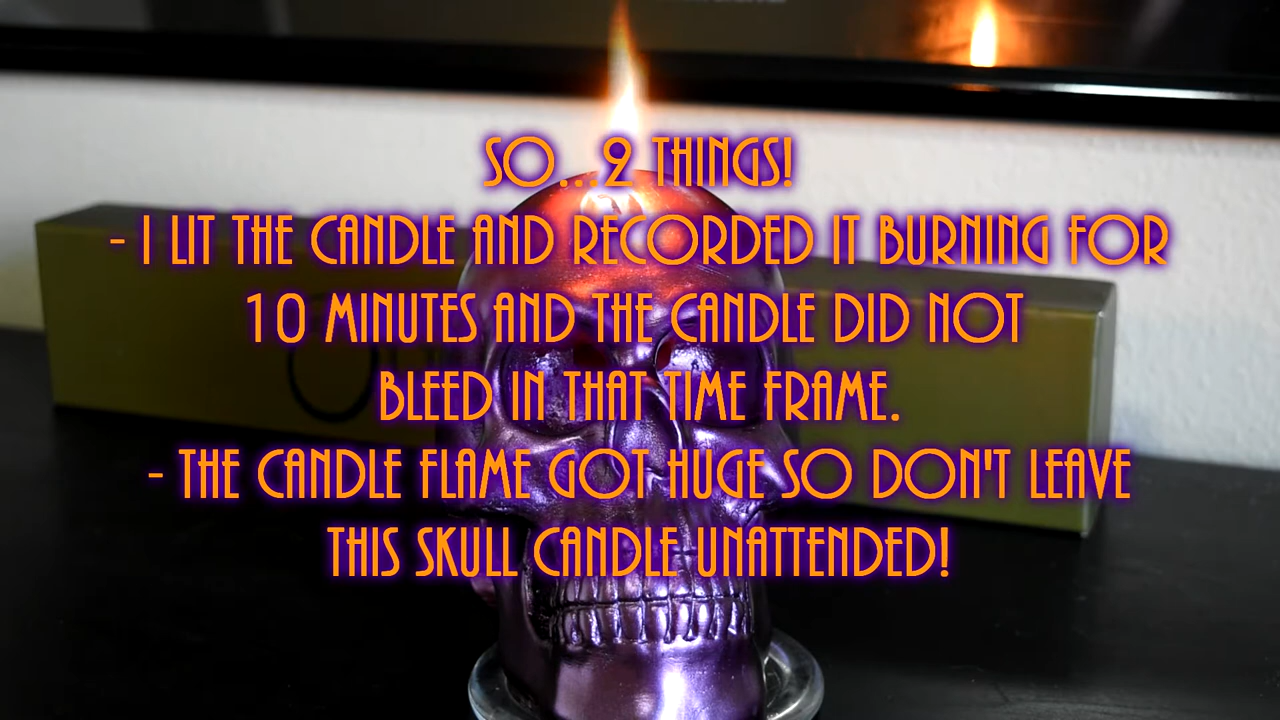 SO...2 THINGS!
- I LIT THE CANDLE AND RECORDED IT BURNING FOR
10 MINUTES AND THE CANDLE DID NOT
BLEED IN THAT TIME FRAME.
- THE CANDLE FLAME GOT HUGE SO DON'T LEAVE
THIS SKULL CANDLE UNATTENDED!